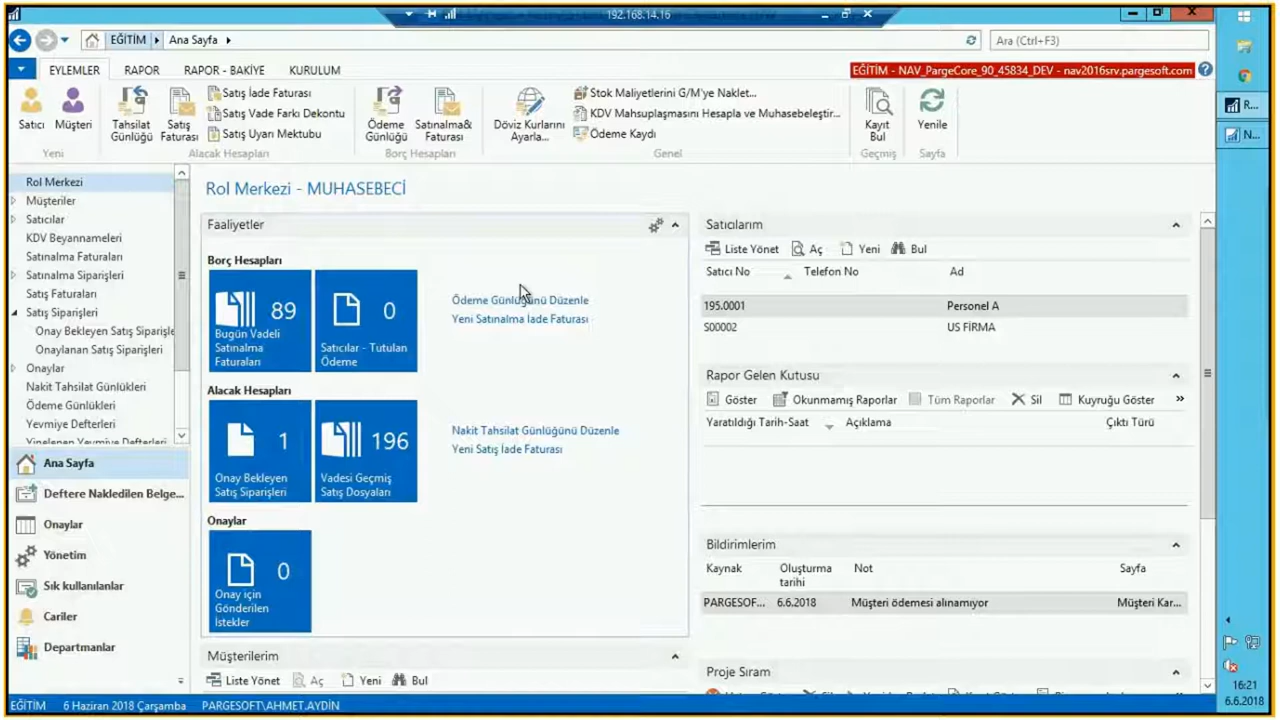 192.168.14.16
EĞİTİM
Ana Sayfa
Ara (Ctrl+F3)
EYLEMLER
RAPOR
RAPOR - BAKİYE
KURULUM
EĞİTİM - NAV_PargeCore_90_45834_DEV - nav2016srv.pargesoft.com
Satıcı
Müşteri
Yeni
Tahsilat Günlüğü
Satış Faturası
Satış İade Faturası
Satış Vade Farkı Dekontu
Satış Uyarı Mektubu
Alacak Hesapları
Ödeme Günlüğü
Satınalma& Faturası
Borç Hesapları
Döviz Kurlarını Ayarla...
Stok Maliyetlerini G/M'ye Naklet...
KDV Mahsuplaşmasını Hesapla ve Muhasebeleştir...
Ödeme Kaydı
Genel
Kayıt Bul
Geçmiş
Yenile
Sayfa
R...
N...
Rol Merkezi
Müşteriler
Satıcılar
KDV Beyannameleri
Satınalma Faturaları
Satınalma Siparişleri
Satış Faturaları
Satış Siparişleri
Onay Bekleyen Satış Siparişle
Onaylanan Satış Siparişleri
Onaylar
Nakit Tahsilat Günlükleri
Ödeme Günlükleri
Yevmiye Defterleri
Yinelenen Yevmiye Defterleri
Ana Sayfa
Deftere Nakledilen Belge...
Onaylar
Yönetim
Sık kullanılanlar
Cariler
Departmanlar
Rol Merkezi - MUHASEBECİ
Faaliyetler
Borç Hesapları
89
Bugün Vadeli
Satınalma
Faturaları
0
Satıcılar - Tutulan
Ödeme
Ödeme Günlüğünü Düzenle
Yeni Satınalma İade Faturası
Alacak Hesapları
1
Onay Bekleyen
Satış Siparişleri
196
Vadesi Geçmiş
Satış Dosyaları
Nakit Tahsilat Günlüğünü Düzenle
Yeni Satış İade Faturası
Onaylar
0
Onay için
Gönderilen
İstekler
Müşterilerim
Liste Yönet
Aç
Yeni
Bul
Satıcılarım
Liste Yönet
Aç
Yeni
Bul
Satıcı No
Telefon No
Ad
195.0001
Personel A
S00002
US FİRMA
Rapor Gelen Kutusu
Göster
Okunmamış Raporlar
Tüm Raporlar
Sil
Kuyruğu Göster
Yaratıldığı Tarih-Saat
Açıklama
Çıktı Türü
Bildirimlerim
Kaynak
Oluşturma tarihi
Not
Sayfa
PARGESOF...
6.6.2018
Müşteri ödemesi alınamıyor
Müşteri Kar...
Proje Sıram
EĞİTİM
6 Haziran 2018 Çarşamba
PARGESOFT\AHMET.AYDIN
16:21
6.6.2018